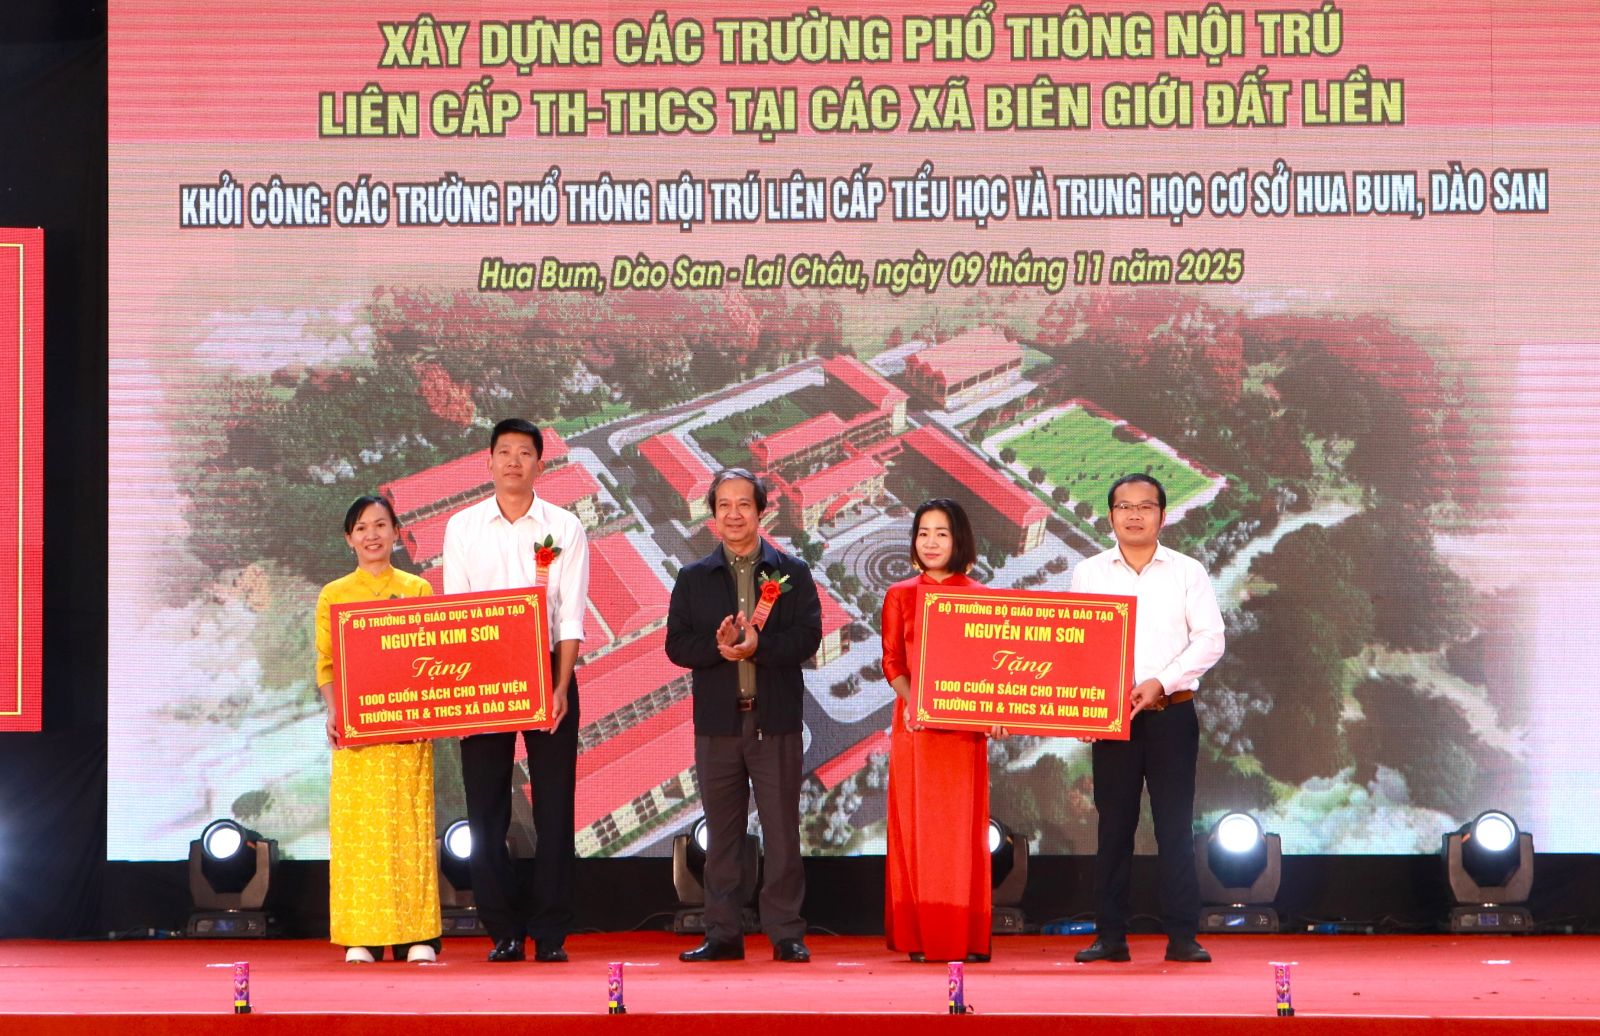 XÂY DỰNG CÁC TRƯỜNG PHỔ THÔNG NỘI TRÚ
LIÊN CẤP TH-THCS TẠI CÁC XÃ BIÊN GIỚI ĐẤT LIỀN
KHỞI CÔNG: CÁC TRƯỜNG PHỔ THÔNG NỘI TRÚ LIÊN CẤP TIỂU HỌC VÀ TRUNG HỌC CƠ SỞ HUA BUM, DÀO SAN
Hua Bum, Dào San - Lai Châu, ngày 09 tháng 11 năm 2025
BỘ TRƯỞNG BỘ GIÁO DỤC VÀ ĐÀO TẠO
NGUYỄN KIM SƠN
Tặng
1000 CUỐN SÁCH CHO THƯ VIỆN
TRƯỜNG TH & THCS XÃ DÀO SAN
BỘ TRƯỞNG BỘ GIÁO DỤC VÀ ĐÀO TẠO
NGUYỄN KIM SƠN
Tặng
1000 CUỐN SÁCH CHO THƯ VIỆN
TRƯỜNG TH & THCS XÃ HUA BUM